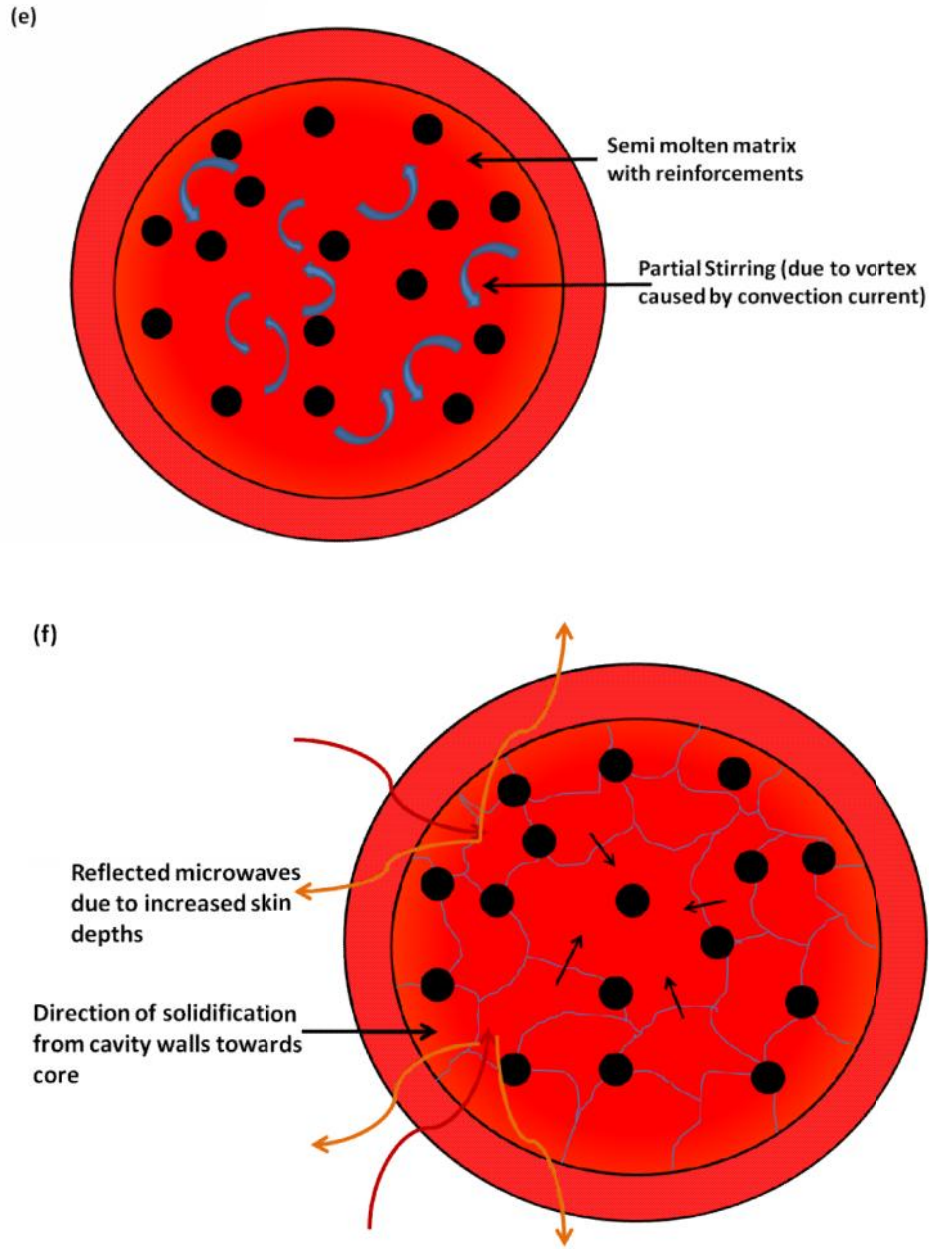 (e)
Semi molten matrix
with reinforcements
Partial Stirring (due to vortex
caused by convection current)
(f)
Reflected microwaves
due to increased skin
depths
Direction of solidification
from cavity walls towards
core